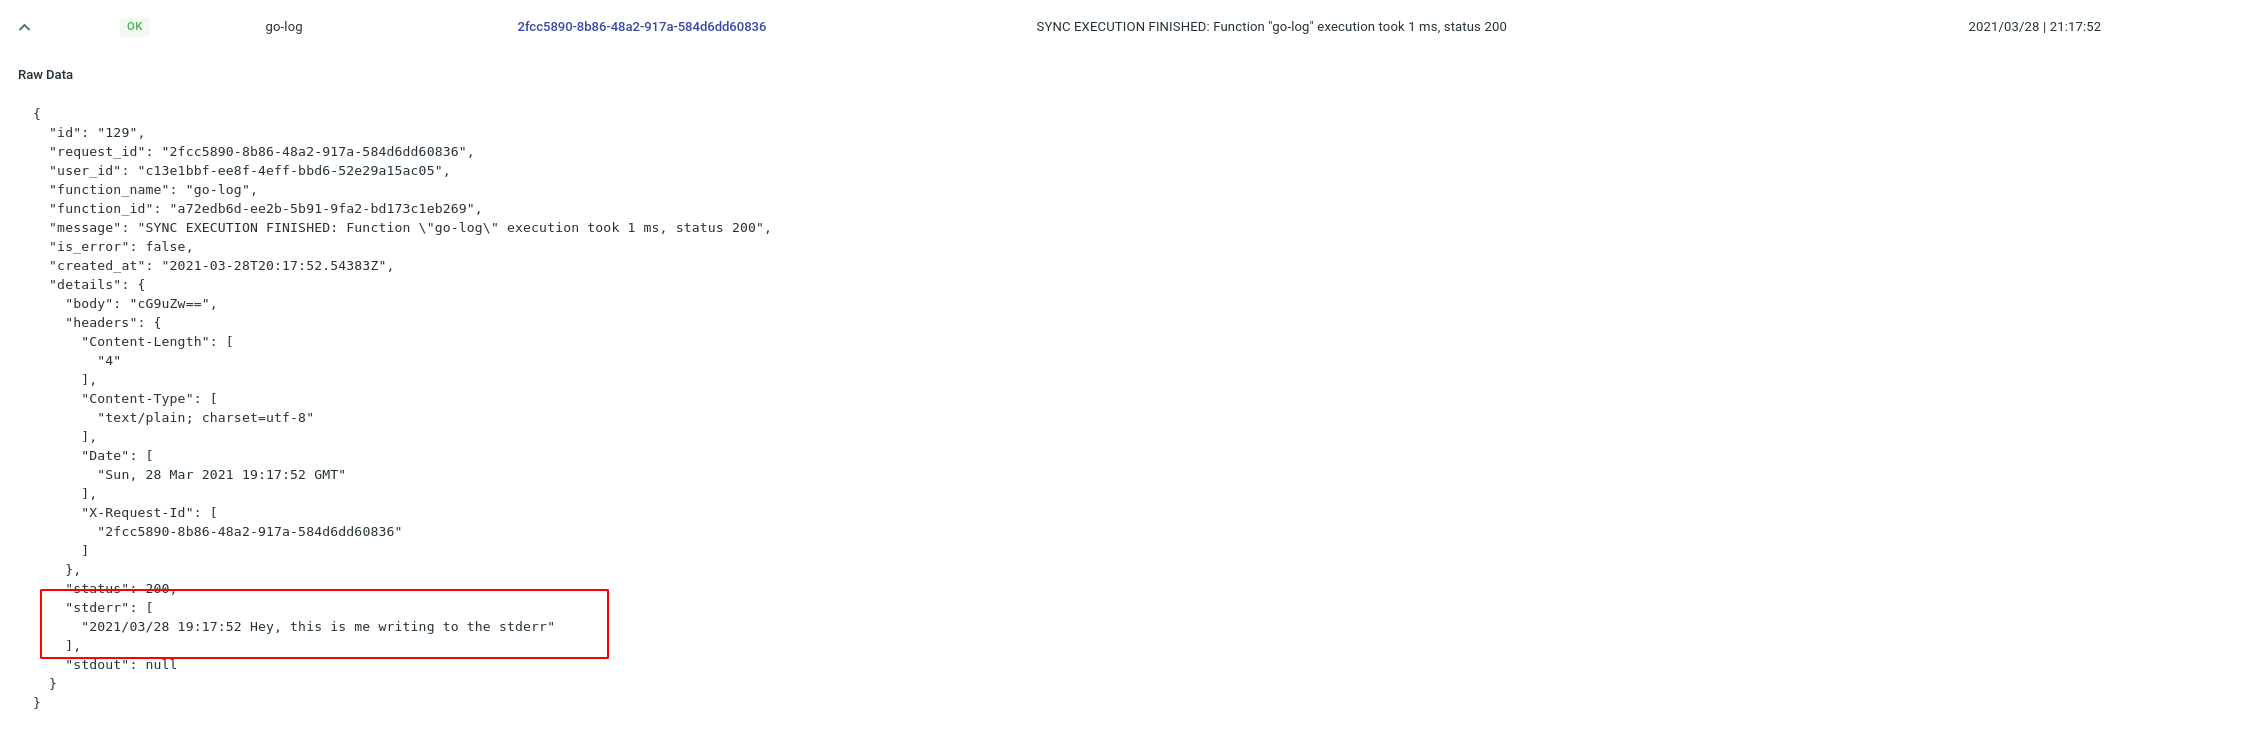 OK go-log 2fcc5890-8b86-48a2-917a-584d6dd60836 SYNC EXECUTION FINISHED: Function "go-log" execution took 1 ms, status 200 2021/03/28 | 21:17:52
Raw Data
{
"id": "129",
"request_id": "2fcc5890-8b86-48a2-917a-584d6dd60836",
"user_id": "c13e1bbf-ee8f-4eff-bbd6-52e29a15ac05",
"function_name": "go-log",
"function_id": "a72edb6d-ee2b-5b91-9fa2-bd173c1eb269",
"message": "SYNC EXECUTION FINISHED: Function \"go-log\" execution took 1 ms, status 200",
"is_error": false,
"created_at": "2021-03-28T20:17:52.54383Z",
"details": {
"body": "cG9uZw==",
"headers": {
"Content-Length": [
"4"
],
"Content-Type": [
"text/plain; charset=utf-8"
],
"Date": [
"Sun, 28 Mar 2021 19:17:52 GMT"
],
"X-Request-Id": [
"2fcc5890-8b86-48a2-917a-584d6dd60836"
]
},
"status": 200,
"stderr": [
"2021/03/28 19:17:52 Hey, this is me writing to the stderr"
],
"stdout": null
}
}